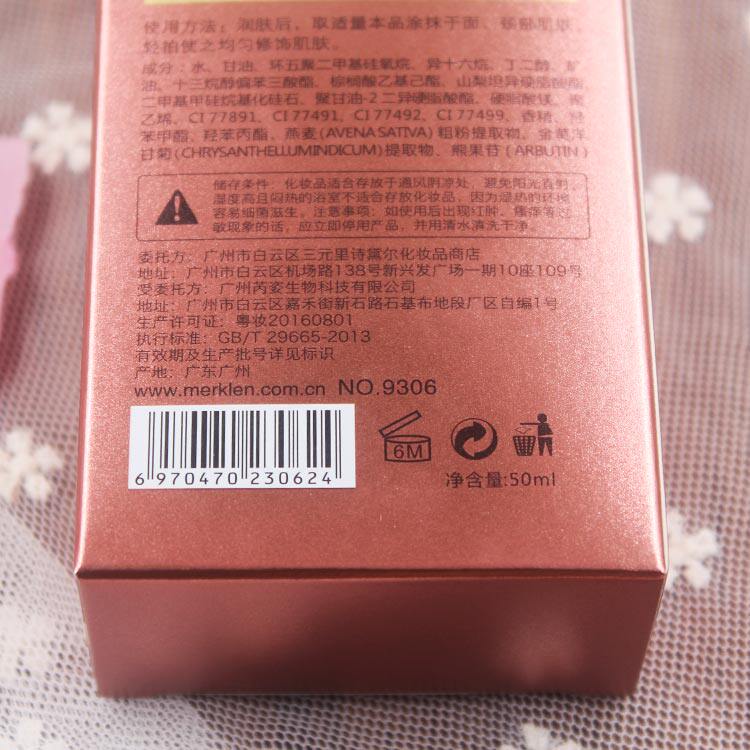 使用方法：润肤后，取适量本品涂抹于面、颈部肌肤，
轻拍使之均匀修饰肌肤。
成分：水、甘油、环五聚二甲基硅氧烷、异十六烷、丁二醇、矿
油、十三烷醇偏苯三酸酯、棕榈酸乙基己酯、山梨坦异硬脂酸酯
二甲基甲硅烷基化硅石、聚甘油-2 二异硬脂酸酯、硬脂酸镁、聚
乙烯、CI 77891、CI 77491、CI 77492、CI 77499、香精、羟
苯甲酯、羟苯丙酯、燕麦(AVENA SATIVA) 粗粉提取物、金黄洋
甘菊(CHRYSANTHELLUMINDICUM)提取物、熊果苷 (ARBUTIN)
储存条件：化妆品适合存放于通风阴凉处，避免阳光直射，
湿度高且闷热的浴室不适合存放化妆品，因为湿热的环境
容易细菌滋生。注意事项：如使用后出现红肿、瘙痒等过
敏现象的话，应立即停用产品，并用清水清洗干净。
委托方：广州市白云区三元里诗黛尔化妆品商店
地址：广州市白云区机场路138号新兴发广场一期10座109号
受委托方：广州芮姿生物科技有限公司
地址：广州市白云区嘉禾街新石路石基布地段厂区自编1号
生产许可证：粤妆20160801
执行标准：GB/T 29665-2013
有效期及生产批号详见标识
产地：广东广州
www.merklen.com.cn NO.9306
6 970470 230624
6M
净含量:50ml